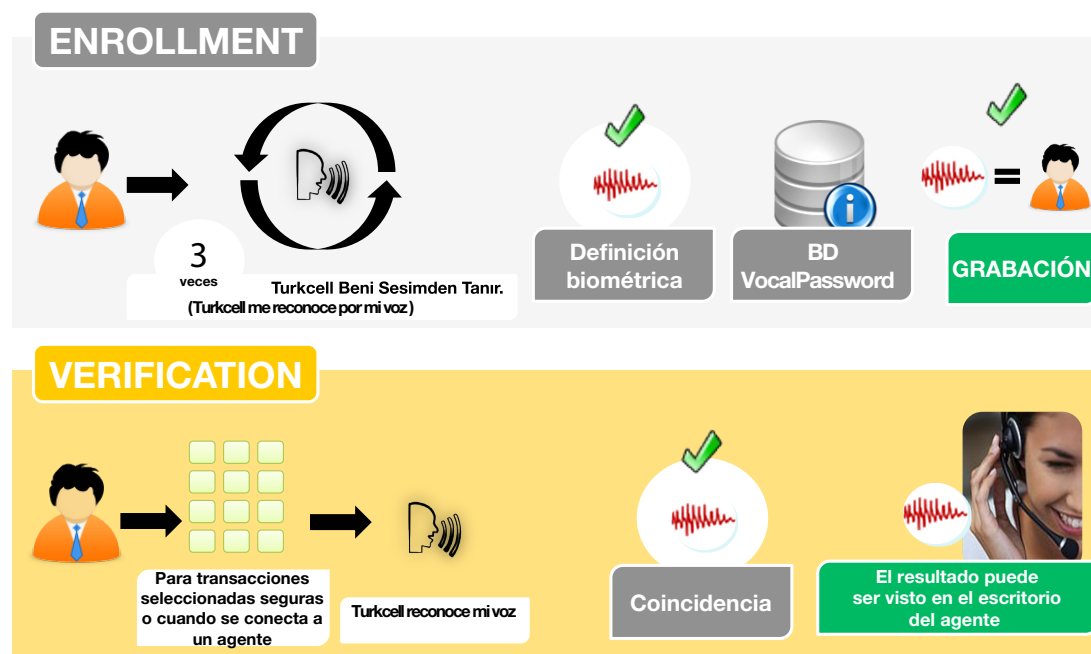 ENROLLMENT
3
veces
Turkcell Beni Sesimden Tanır.
(Turkcell me reconoce por mi voz )
Definición
biométrica
BD
VocalPassword
GRABACIÓN
VERIFICATION
Para transacciones
seleccionadas seguras
o cuando se conecta a
un agente
Turkcell reconoce mi voz
Coincidencia
El resultado puede
ser visto en el escritorio
del agente